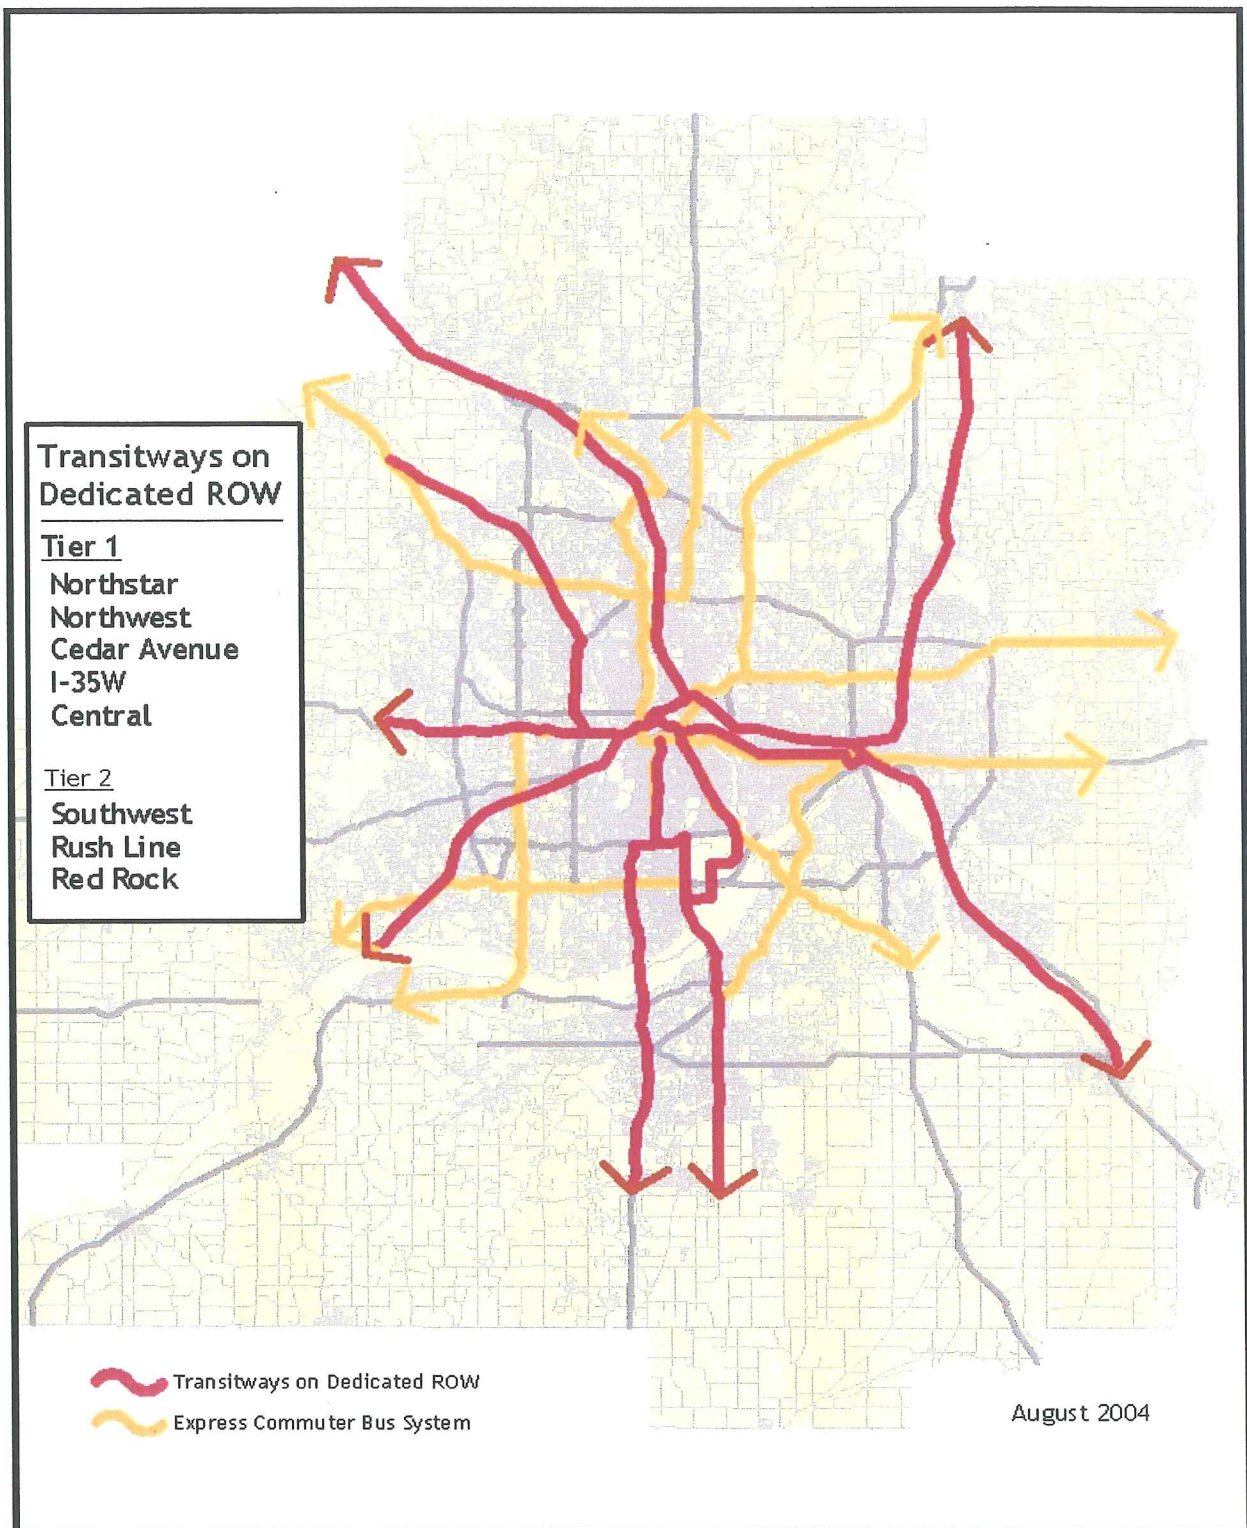 Transitways on
Dedicated ROW
Tier 1
Northstar
Northwest
Cedar Avenue
I-35W
Central
Tier 2
Southwest
Rush Line
Red Rock
Transitways on Dedicated ROW
Express Commuter Bus System
August 2004